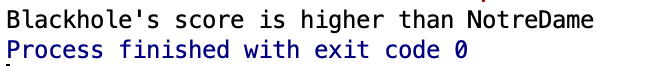 Blackhole's score is higher than NotreDame
Process finished with exit code 0